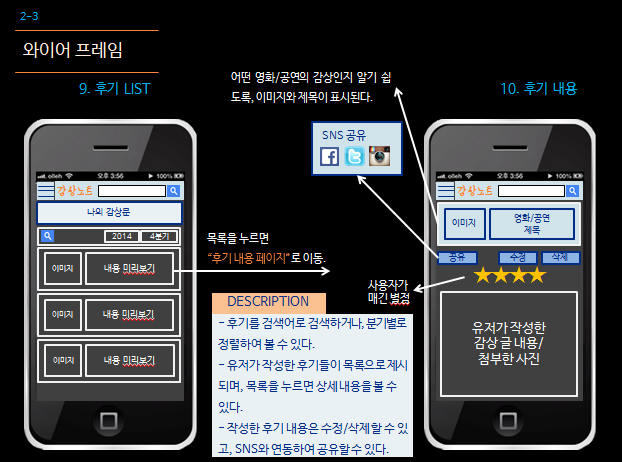 2-3
와이어 프레임
9. 후기 LIST
어떤 영화/공연의 감상인지 알기 쉽
도록, 이미지와 제목이 표시된다.
10. 후기 내용
SNS 공유
olleh 오후 3:56 100%
감상노트
나의 감상문
2014 4분기
이미지 내용 미리보기
이미지 내용 미리보기
이미지 내용 미리보기
목록을 누르면
“후기 내용 페이지”로 이동.
사용자가
매긴 별점
DESCRIPTION
- 후기를 검색어로 검색하거나, 분기별로
정렬하여 볼 수 있다.
- 유저가 작성한 후기들이 목록으로 제시
되며, 목록을 누르면 상세 내용을 볼 수
있다.
- 작성한 후기 내용은 수정/삭제 할 수 있
고, SNS와 연동하여 공유할 수 있다.
olleh 오후 3:56 100%
감상노트
이미지
영화/공연
제목
공유 수정 삭제
유저가 작성한
감상 글 내용/
첨부한 사진